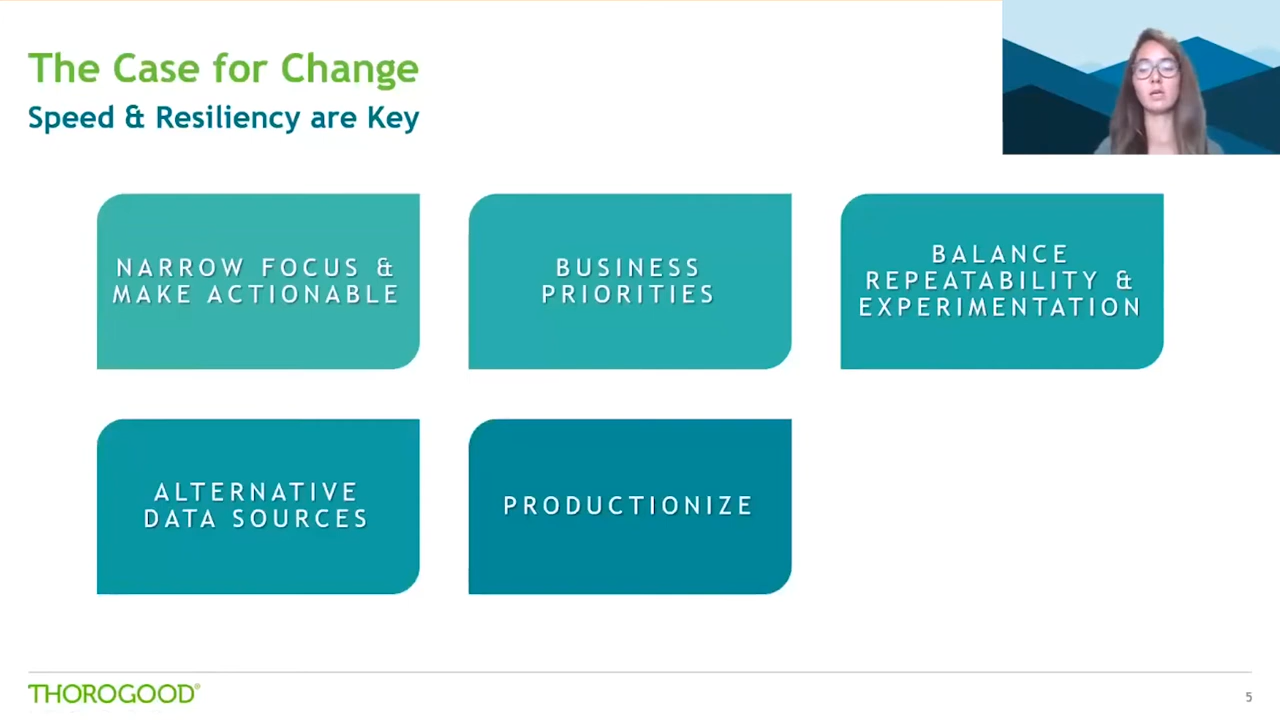 The Case for Change
Speed & Resiliency are Key
NARROW FOCUS &
MAKE ACTIONABLE
BUSINESS
PRIORITIES
BALANCE
REPEATABILITY &
EXPERIMENTATION
ALTERNATIVE
DATA SOURCES
PRODUCTIONIZE
THOROGOOD®
5